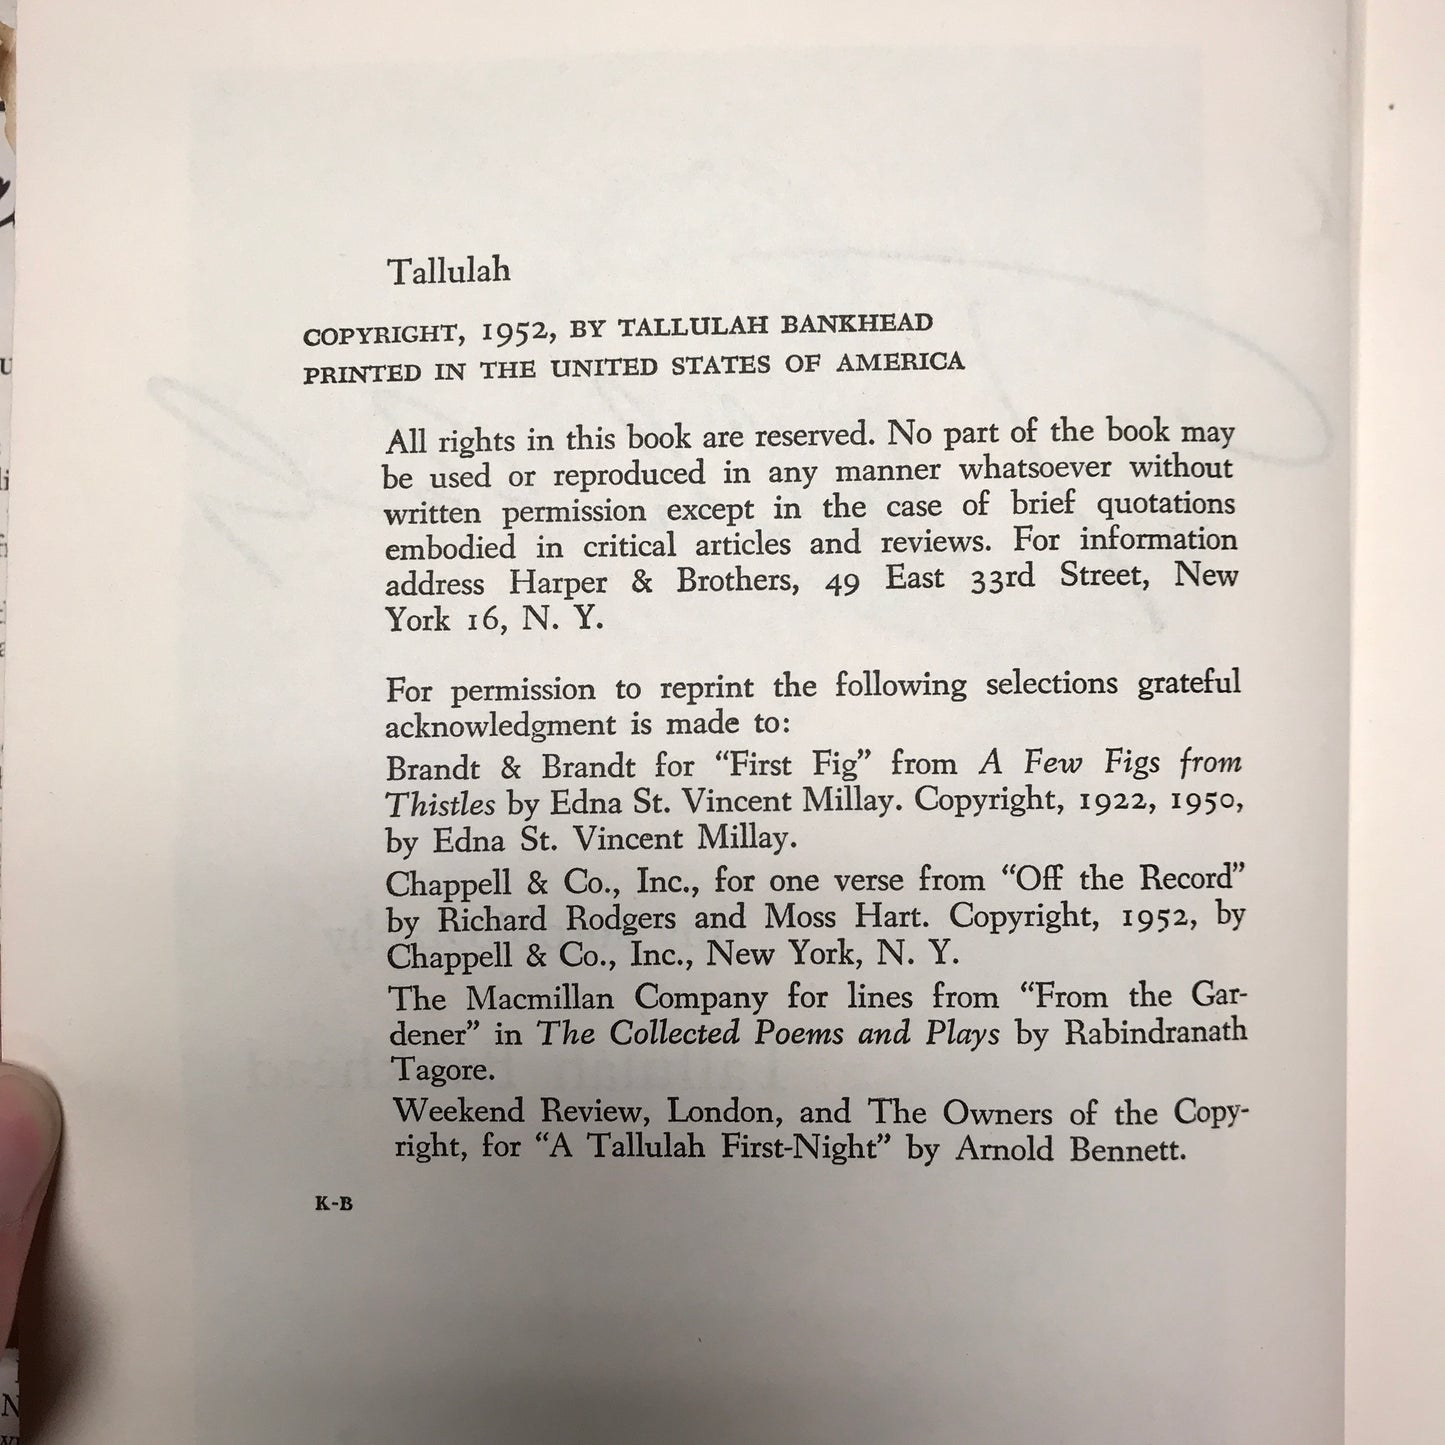 Tallulah
COPYRIGHT, 1952, BY TALLULAH BANKHEAD
PRINTED IN THE UNITED STATES OF AMERICA
All rights in this book are reserved. No part of the book may
be used or reproduced in any manner whatsoever without
written permission except in the case of brief quotations
embodied in critical articles and reviews. For information
address Harper & Brothers, 49 East 33rd Street, New
York 16, N. Y.
For permission to reprint the following selections grateful
acknowledgment is made to:
Brandt & Brandt for “First Fig” from A Few Figs from
Thistles by Edna St. Vincent Millay. Copyright, 1922, 1950,
by Edna St. Vincent Millay.
Chappell & Co., Inc., for one verse from “Off the Record”
by Richard Rodgers and Moss Hart. Copyright, 1952, by
Chappell & Co., Inc., New York, N. Y.
The Macmillan Company for lines from “From the Gar-
dener” in The Collected Poems and Plays by Rabindranath
Tagore.
Weekend Review, London, and The Owners of the Copy-
right, for “A Tallulah First-Night” by Arnold Bennett.
K-B